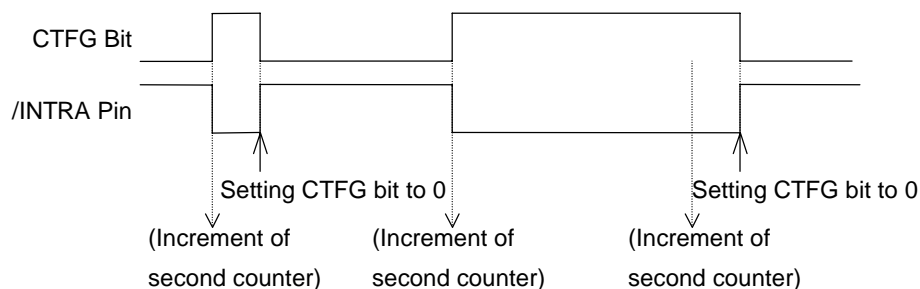 CTFG Bit
/INTRA Pin
Setting CTFG bit to 0
Setting CTFG bit to 0
(Increment of
second counter)
(Increment of
second counter)
(Increment of
second counter)